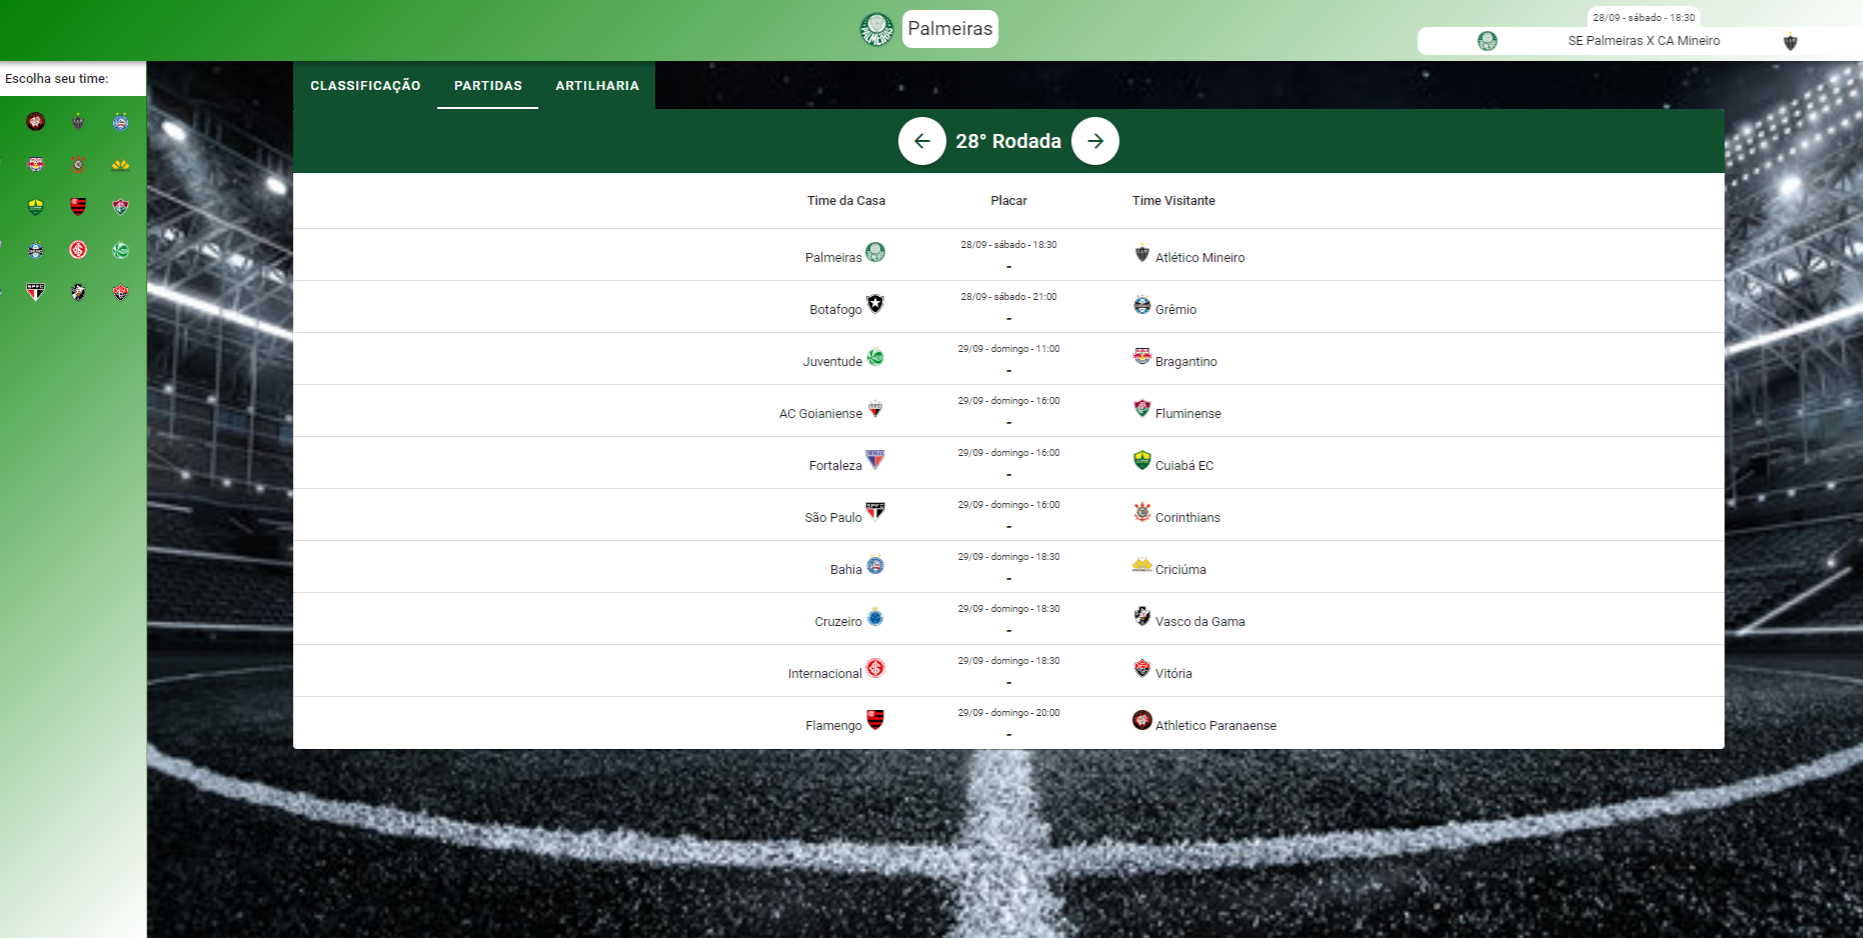 Palmeiras
28/09 - sábado - 18:30
SE Palmeiras X CA Mineiro
Escolha seu time:
CLASSIFICAÇÃO PARTIDAS ARTILHARIA
28° Rodada
Time da Casa Placar Time Visitante
28/09 - sábado - 18:30
Palmeiras - Atlético Mineiro
28/09 - sábado - 21:00
Botafogo - Grêmio
29/09 - domingo - 11:00
Juventude - Bragantino
29/09 - domingo - 16:00
AC Goianiense - Fluminense
29/09 - domingo - 16:00
Fortaleza - Cuiabá EC
29/09 - domingo - 16:00
São Paulo - Corinthians
29/09 - domingo - 18:30
Bahia - Criciúma
29/09 - domingo - 18:30
Cruzeiro - Vasco da Gama
29/09 - domingo - 18:30
Internacional - Vitória
29/09 - domingo - 20:00
Flamengo - Athletico Paranaense